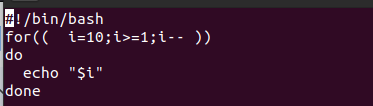 #!/bin/bash
for((  i=10;i>=1;i-- ))
do
  echo "$i"
done